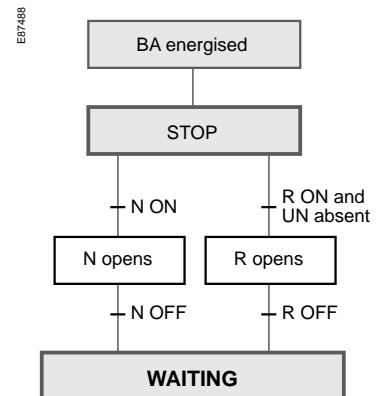 E87488
BA energised
STOP
N ON
R ON and
UN absent
N opens
R opens
N OFF
R OFF
WAITING